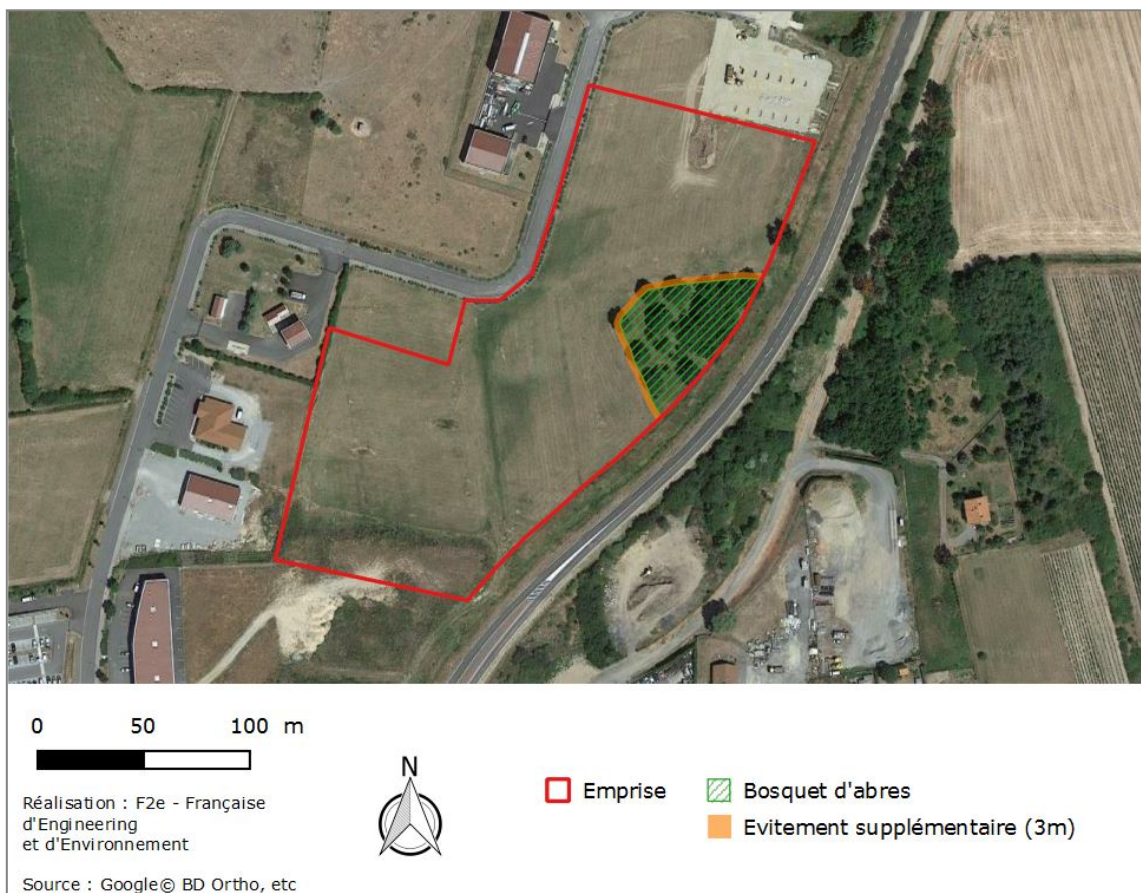 0 50 100 m
Réalisation : F2e - Française
d'Engineering
et d'Environnement
Source : Google© BD Ortho, etc
N
Emprise
Bosquet d'abres
Evitement supplémentaire (3m)